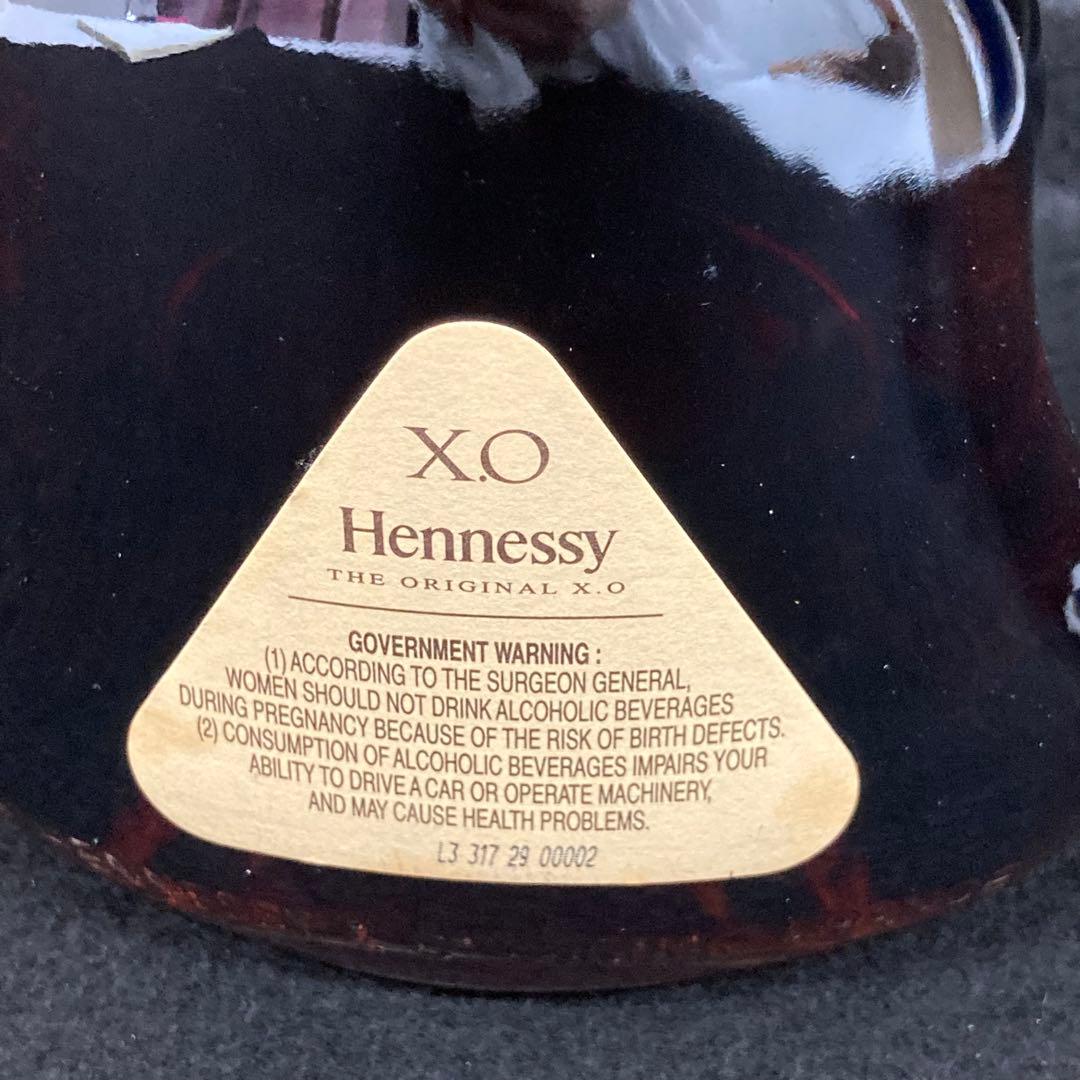 X.O
Hennessy
THE ORIGINAL X.O
GOVERNMENT WARNING :
(1) ACCORDING TO THE SURGEON GENERAL,
WOMEN SHOULD NOT DRINK ALCOHOLIC BEVERAGES
DURING PREGNANCY BECAUSE OF THE RISK OF BIRTH DEFECTS.
(2) CONSUMPTION OF ALCOHOLIC BEVERAGES IMPAIRS YOUR
ABILITY TO DRIVE A CAR OR OPERATE MACHINERY,
AND MAY CAUSE HEALTH PROBLEMS.
L3 317 29 00002